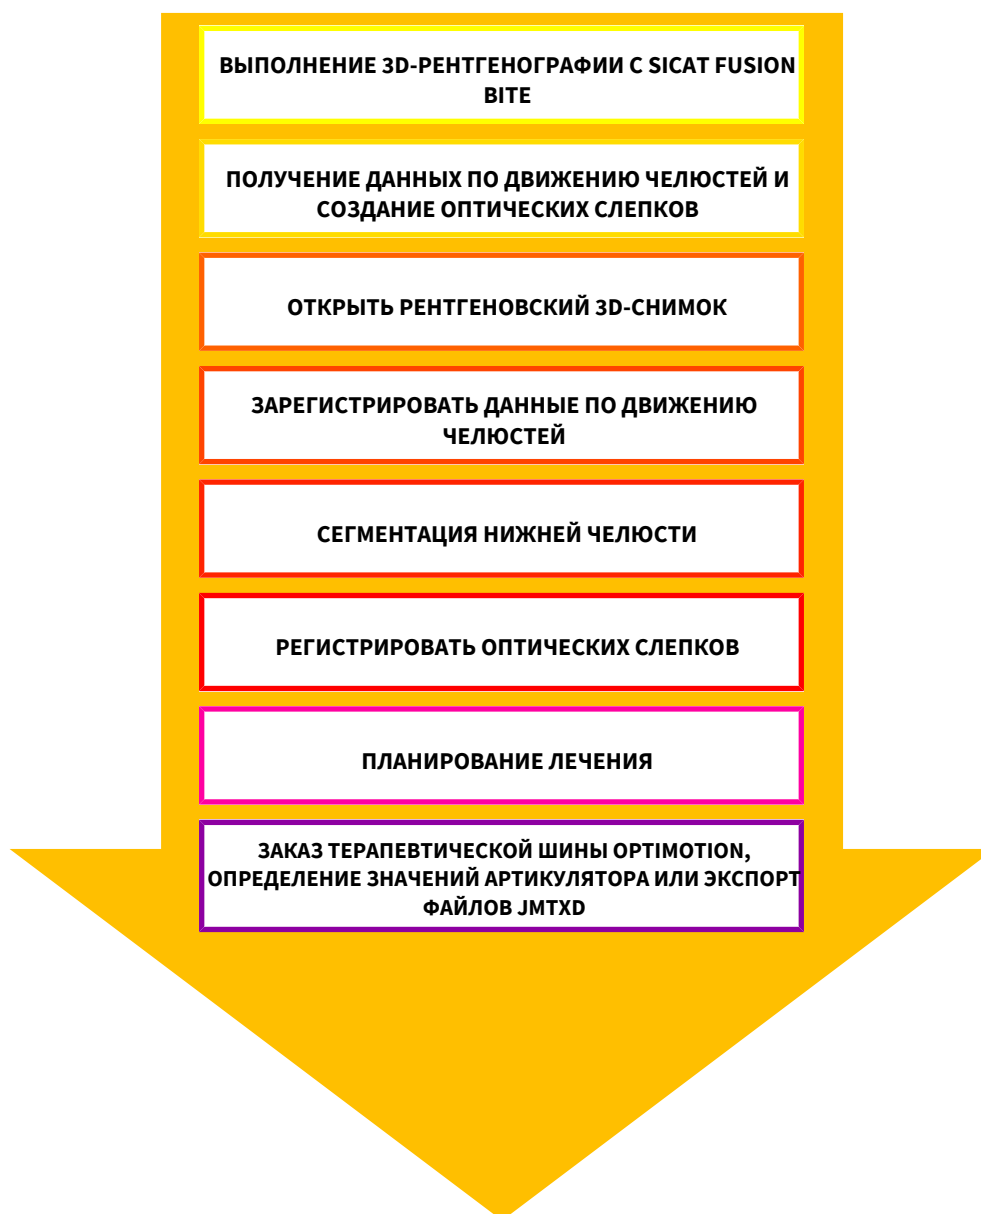 ВЫПОЛНЕНИЕ 3D-РЕНТГЕНОГРАФИИ С SICAT FUSION
BITE
ПОЛУЧЕНИЕ ДАННЫХ ПО ДВИЖЕНИЮ ЧЕЛЮСТЕЙ И
СОЗДАНИЕ ОПТИЧЕСКИХ СЛЕПКОВ
ОТКРЫТЬ РЕНТГЕНОВСКИЙ 3D-СНИМОК
ЗАРЕГИСТРИРОВАТЬ ДАННЫЕ ПО ДВИЖЕНИЮ
ЧЕЛЮСТЕЙ
СЕГМЕНТАЦИЯ НИЖНЕЙ ЧЕЛЮСТИ
РЕГИСТРИРОВАТЬ ОПТИЧЕСКИХ СЛЕПКОВ
ПЛАНИРОВАНИЕ ЛЕЧЕНИЯ
ЗАКАЗ ТЕРАПЕВТИЧЕСКОЙ ШИНЫ OPTIMOTION,
ОПРЕДЕЛЕНИЕ ЗНАЧЕНИЙ АРТИКУЛЯТОРА ИЛИ ЭКСПОРТ
ФАЙЛОВ JMTXD